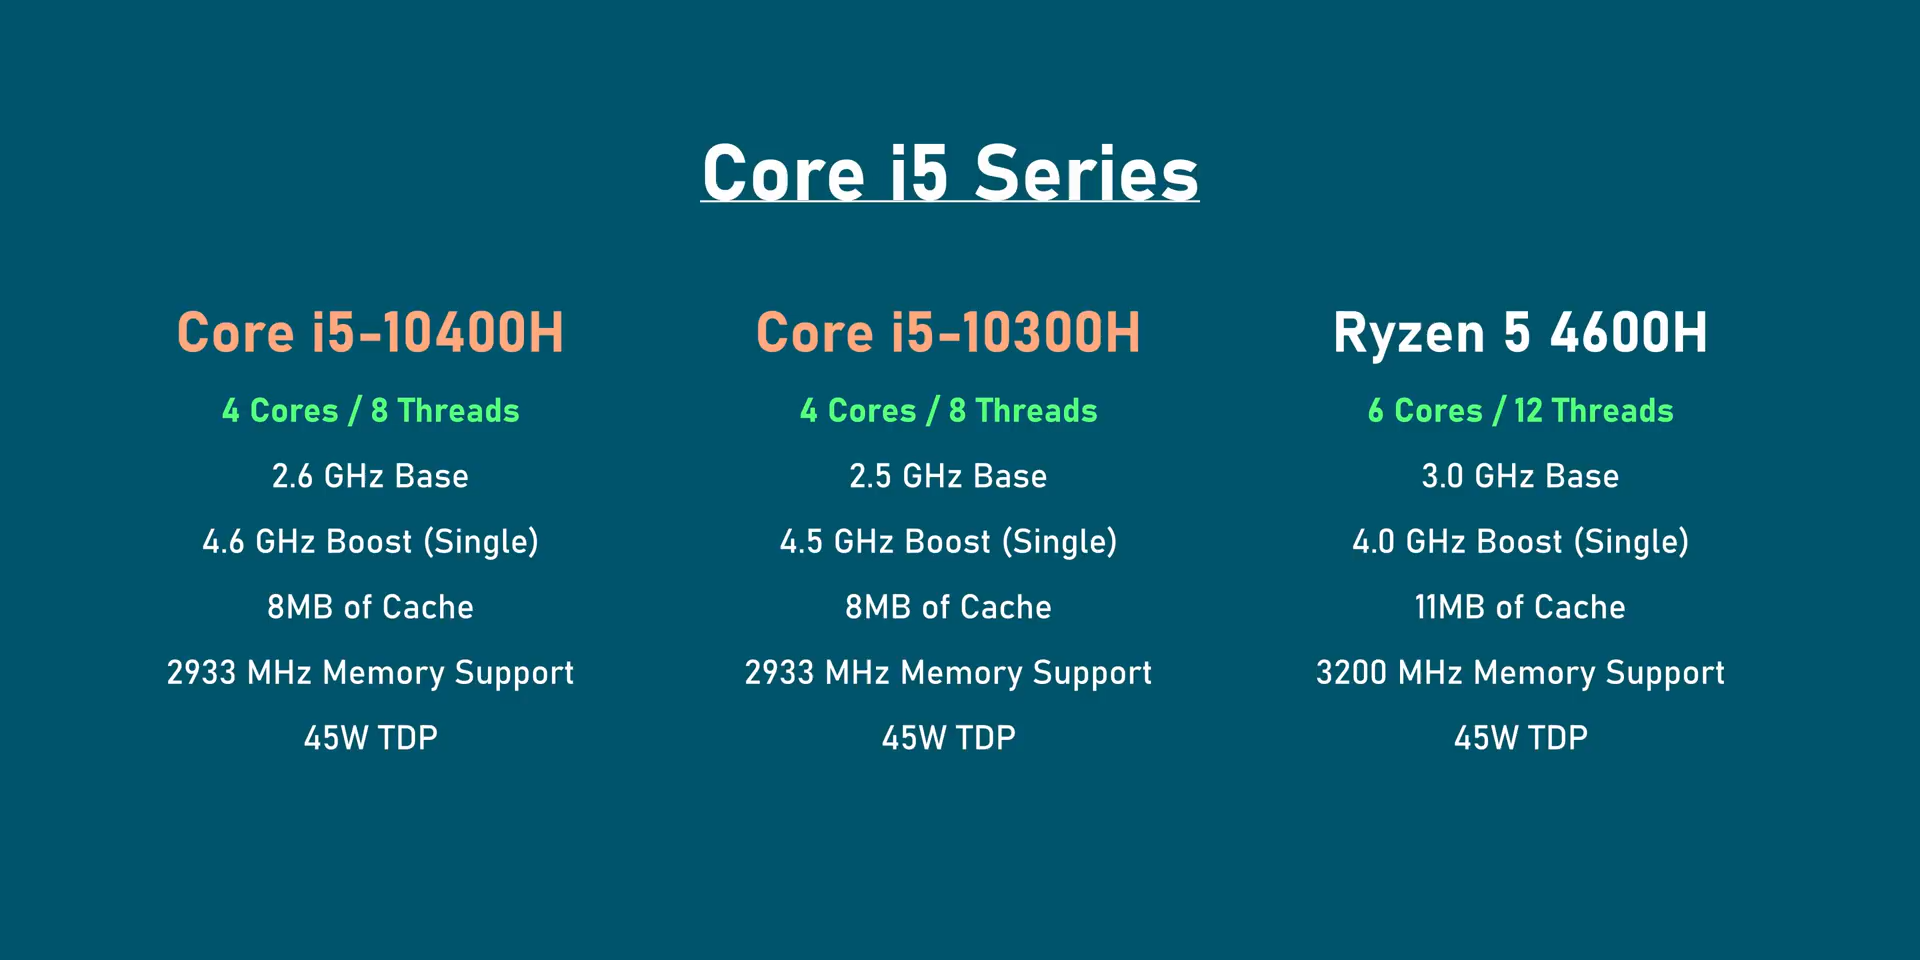 Core i5 Series
Core i5-10400H
4 Cores / 8 Threads
2.6 GHz Base
4.6 GHz Boost (Single)
8MB of Cache
2933 MHz Memory Support
45W TDP
Core i5-10300H
4 Cores / 8 Threads
2.5 GHz Base
4.5 GHz Boost (Single)
8MB of Cache
2933 MHz Memory Support
45W TDP
Ryzen 5 4600H
6 Cores / 12 Threads
3.0 GHz Base
4.0 GHz Boost (Single)
11MB of Cache
3200 MHz Memory Support
45W TDP